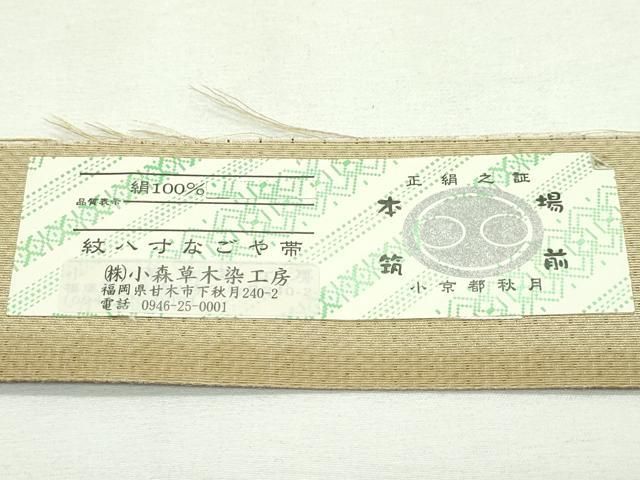 絹100%
品質表示
紋八寸なごや帯
㈱小森草木染工房
福岡県甘木市下秋月240-2
電話 0946-25-0001
正絹之証
本場
筑前
小京都秋月